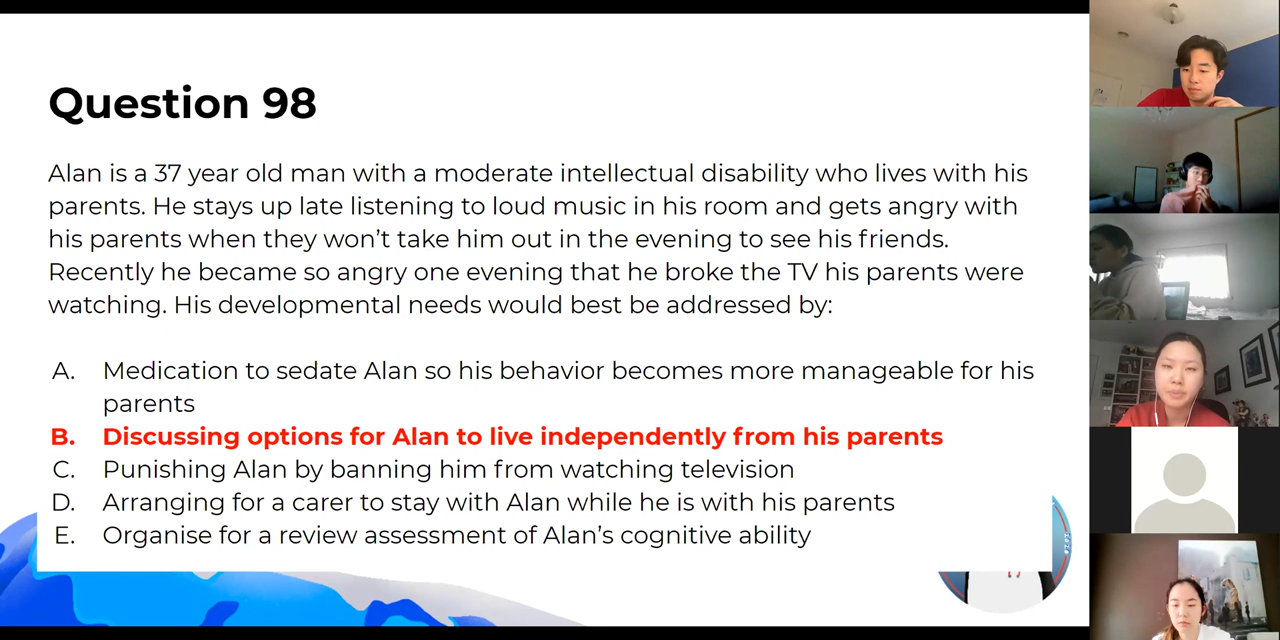 Question 98
Alan is a 37 year old man with a moderate intellectual disability who lives with his
parents. He stays up late listening to loud music in his room and gets angry with
his parents when they won't take him out in the evening to see his friends.
Recently he became so angry one evening that he broke the TV his parents were
watching. His developmental needs would best be addressed by:
A. Medication to sedate Alan so his behavior becomes more manageable for his
parents
B. Discussing options for Alan to live independently from his parents
C. Punishing Alan by banning him from watching television
D. Arranging for a carer to stay with Alan while he is with his parents
E. Organise for a review assessment of Alan's cognitive ability